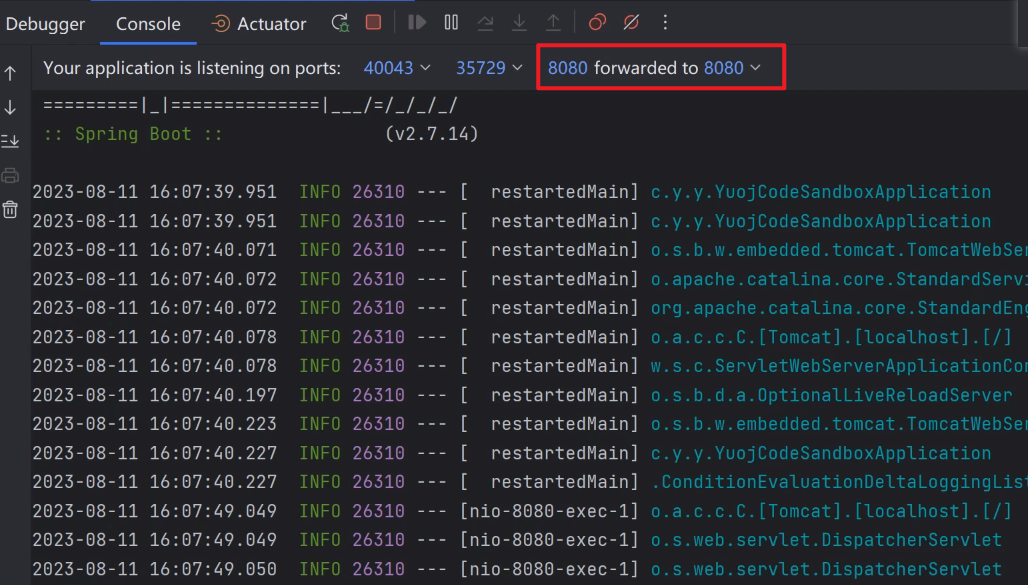 Debugger Console Actuator
Your application is listening on ports: 40043 35729 8080 forwarded to 8080
=========|_|==============|___/=/_/_/_/
:: Spring Boot :: (v2.7.14)
2023-08-11 16:07:39.951 INFO 26310 --- [ restartedMain] c.y.y.YuojCodeSandboxApplication
2023-08-11 16:07:39.951 INFO 26310 --- [ restartedMain] c.y.y.YuojCodeSandboxApplication
2023-08-11 16:07:40.071 INFO 26310 --- [ restartedMain] o.s.b.w.embedded.tomcat.TomcatWebSer
2023-08-11 16:07:40.072 INFO 26310 --- [ restartedMain] o.apache.catalina.core.StandardServi
2023-08-11 16:07:40.072 INFO 26310 --- [ restartedMain] org.apache.catalina.core.StandardEng
2023-08-11 16:07:40.078 INFO 26310 --- [ restartedMain] o.a.c.c.C.[Tomcat].[localhost].[/]
2023-08-11 16:07:40.078 INFO 26310 --- [ restartedMain] w.s.c.ServletWebServerApplicationCon
2023-08-11 16:07:40.197 INFO 26310 --- [ restartedMain] o.s.b.d.a.OptionalLiveReloadServer
2023-08-11 16:07:40.223 INFO 26310 --- [ restartedMain] o.s.b.w.embedded.tomcat.TomcatWebSer
2023-08-11 16:07:40.227 INFO 26310 --- [ restartedMain] c.y.y.YuojCodeSandboxApplication
2023-08-11 16:07:40.227 INFO 26310 --- [ restartedMain] .ConditionEvaluationDeltaLoggingList
2023-08-11 16:07:49.049 INFO 26310 --- [nio-8080-exec-1] o.a.c.c.C.[Tomcat].[localhost].[/]
2023-08-11 16:07:49.049 INFO 26310 --- [nio-8080-exec-1] o.s.web.servlet.DispatcherServlet
2023-08-11 16:07:49.050 INFO 26310 --- [nio-8080-exec-1] o.s.web.servlet.DispatcherServlet